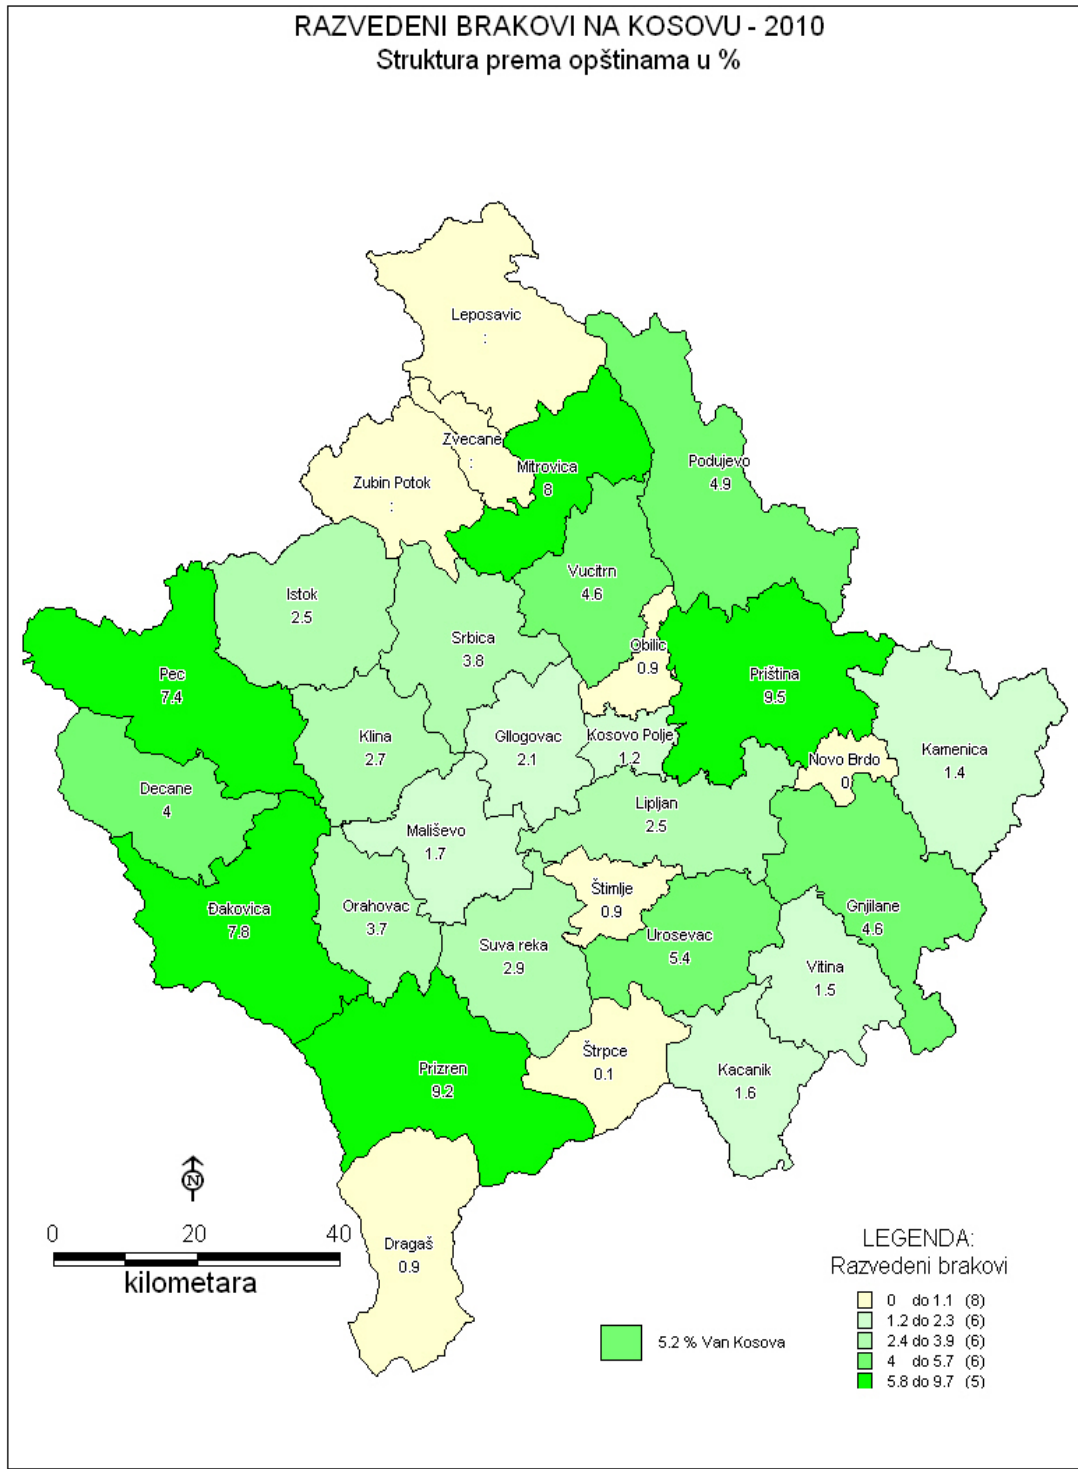 RAZVEDENI BRAKOVI NA KOSOVU - 2010
Struktura prema opštinama u %
Leposavic
:
Zvecane
:
Zubin Potok
:
Mitrovica
8
Podujevo
4.9
Vucitrn
4.6
Istok
2.5
Srbica
3.8
Obilic
0.9
Pec
7.4
Priština
9.5
Klina
2.7
Gllogovac
2.1
Kosovo Polje
1.2
Novo Brdo
0
Kamenica
1.4
Decane
4
Mališevo
1.7
Lipljan
2.5
Đakovica
7.8
Orahovac
3.7
Štimlje
0.9
Gnjilane
4.6
Suva reka
2.9
Urosevac
5.4
Vitina
1.5
Prizren
9.2
Štrpce
0.1
Kacanik
1.6
Dragaš
0.9
N
0 20 40
kilometara
5.2 % Van Kosova
LEGENDA:
Razvedeni brakovi
0 do 1.1 (8)
1.2 do 2.3 (6)
2.4 do 3.9 (6)
4 do 5.7 (6)
5.8 do 9.7 (5)